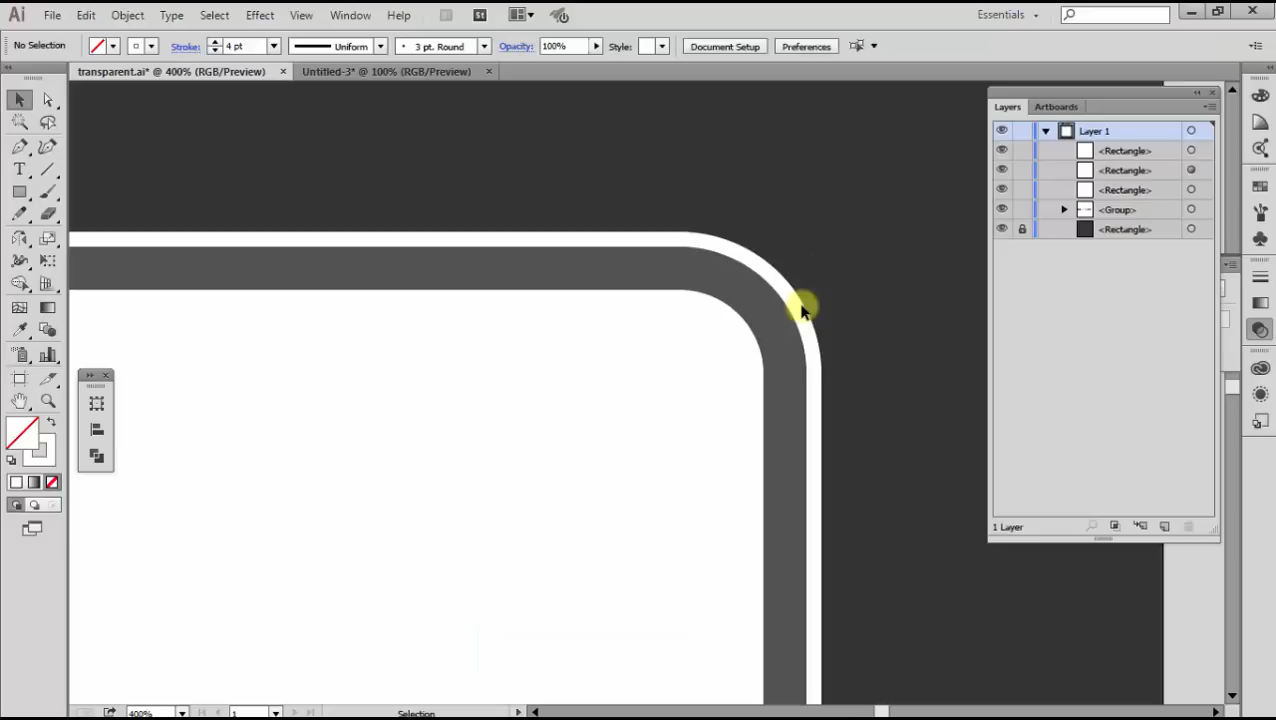 Ai File Edit Object Type Select Effect View Window Help St Essentials
No Selection Stroke: 4 pt Uniform 3 pt. Round Opacity: 100% Style: Document Setup Preferences
transparent.ai* @ 400% (RGB/Preview) Untitled-3* @ 100% (RGB/Preview)
Layers Artboards
Layer 1
<Rectangle>
<Rectangle>
<Rectangle>
<Group>
<Rectangle>
1 Layer
400% 1 Selection